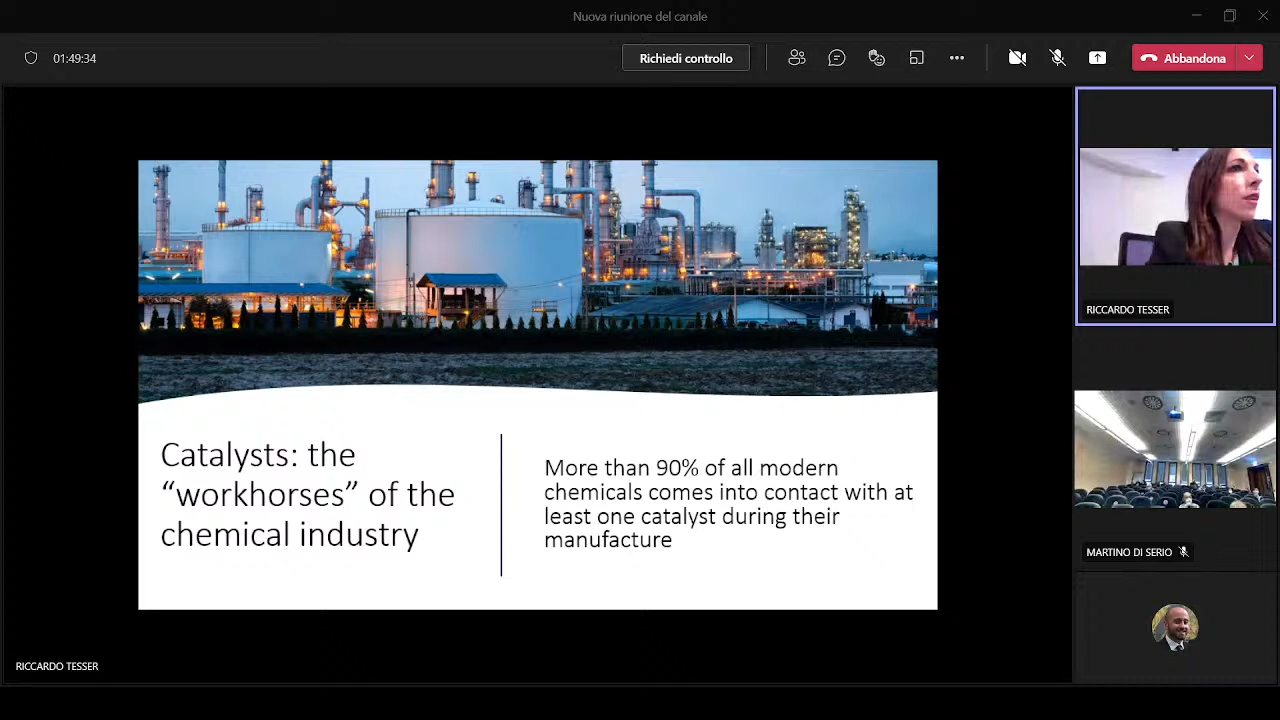 Nuova riunione del canale
01:49:34
Richiedi controllo
Abbandona
RICCARDO TESSER
Catalysts: the
“workhorses” of the
chemical industry
More than 90% of all modern
chemicals comes into contact with at
least one catalyst during their
manufacture
MARTINO DI SERIO
RICCARDO TESSER